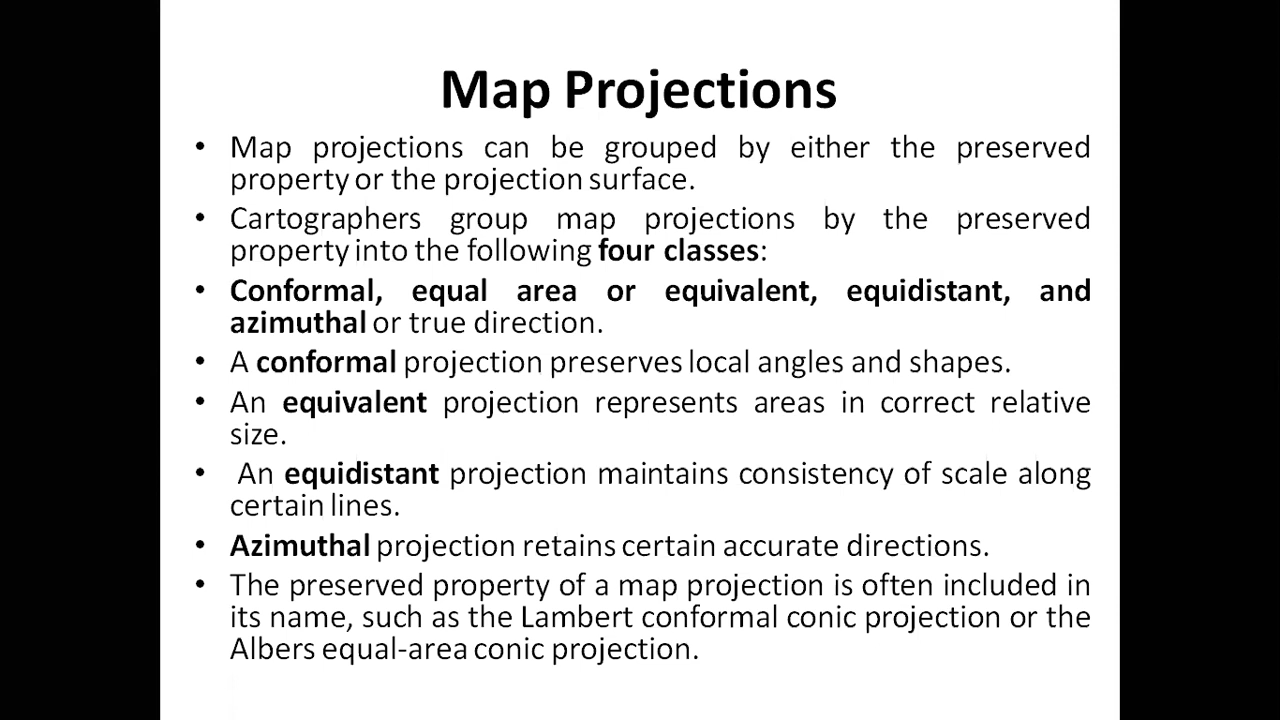 Map Projections
• Map projections can be grouped by either the preserved
property or the projection surface.
• Cartographers group map projections by the preserved
property into the following four classes:
• Conformal, equal area or equivalent, equidistant, and
azimuthal or true direction.
• A conformal projection preserves local angles and shapes.
• An equivalent projection represents areas in correct relative
size.
• An equidistant projection maintains consistency of scale along
certain lines.
• Azimuthal projection retains certain accurate directions.
• The preserved property of a map projection is often included in
its name, such as the Lambert conformal conic projection or the
Albers equal-area conic projection.